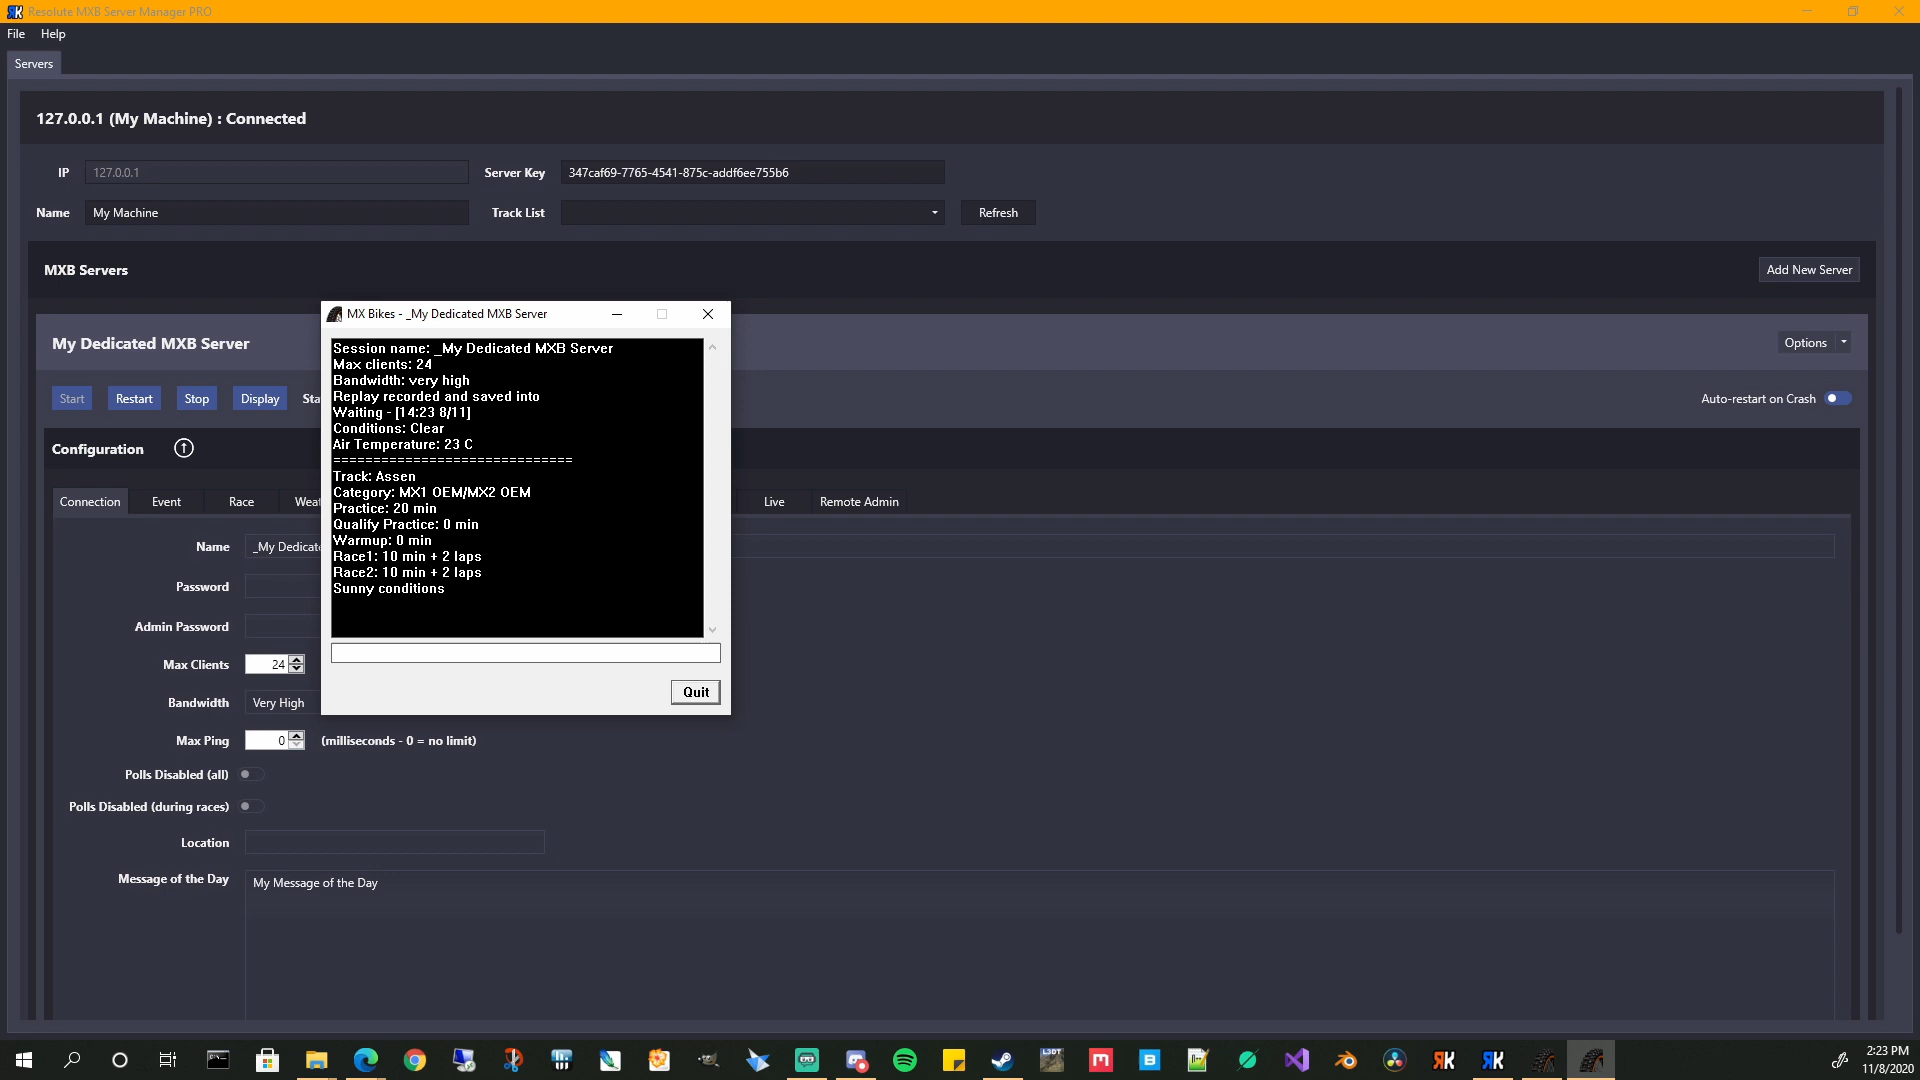 Resolute MXB Server Manager PRO
File Help
Servers
127.0.0.1 (My Machine) : Connected
IP 127.0.0.1 Server Key 347caf69-7765-4541-875c-addf6ee755b6
Name My Machine Track List Refresh
MXB Servers Add New Server
My Dedicated MXB Server Options
Start Restart Stop Display Sta Auto-restart on Crash
Configuration
Connection Event Race Weat Live Remote Admin
Name _My Dedicate
Password
Admin Password
Max Clients 24
Bandwidth Very High
Max Ping 0 (milliseconds - 0 = no limit)
Polls Disabled (all)
Polls Disabled (during races)
Location
Message of the Day My Message of the Day
MX Bikes - _My Dedicated MXB Server
Session name: _My Dedicated MXB Server
Max clients: 24
Bandwidth: very high
Replay recorded and saved into
Waiting - [14:23 8/11]
Conditions: Clear
Air Temperature: 23 C
==============================
Track: Assen
Category: MX1 OEM/MX2 OEM
Practice: 20 min
Qualify Practice: 0 min
Warmup: 0 min
Race1: 10 min + 2 laps
Race2: 10 min + 2 laps
Sunny conditions
Quit
2:23 PM
11/8/2020